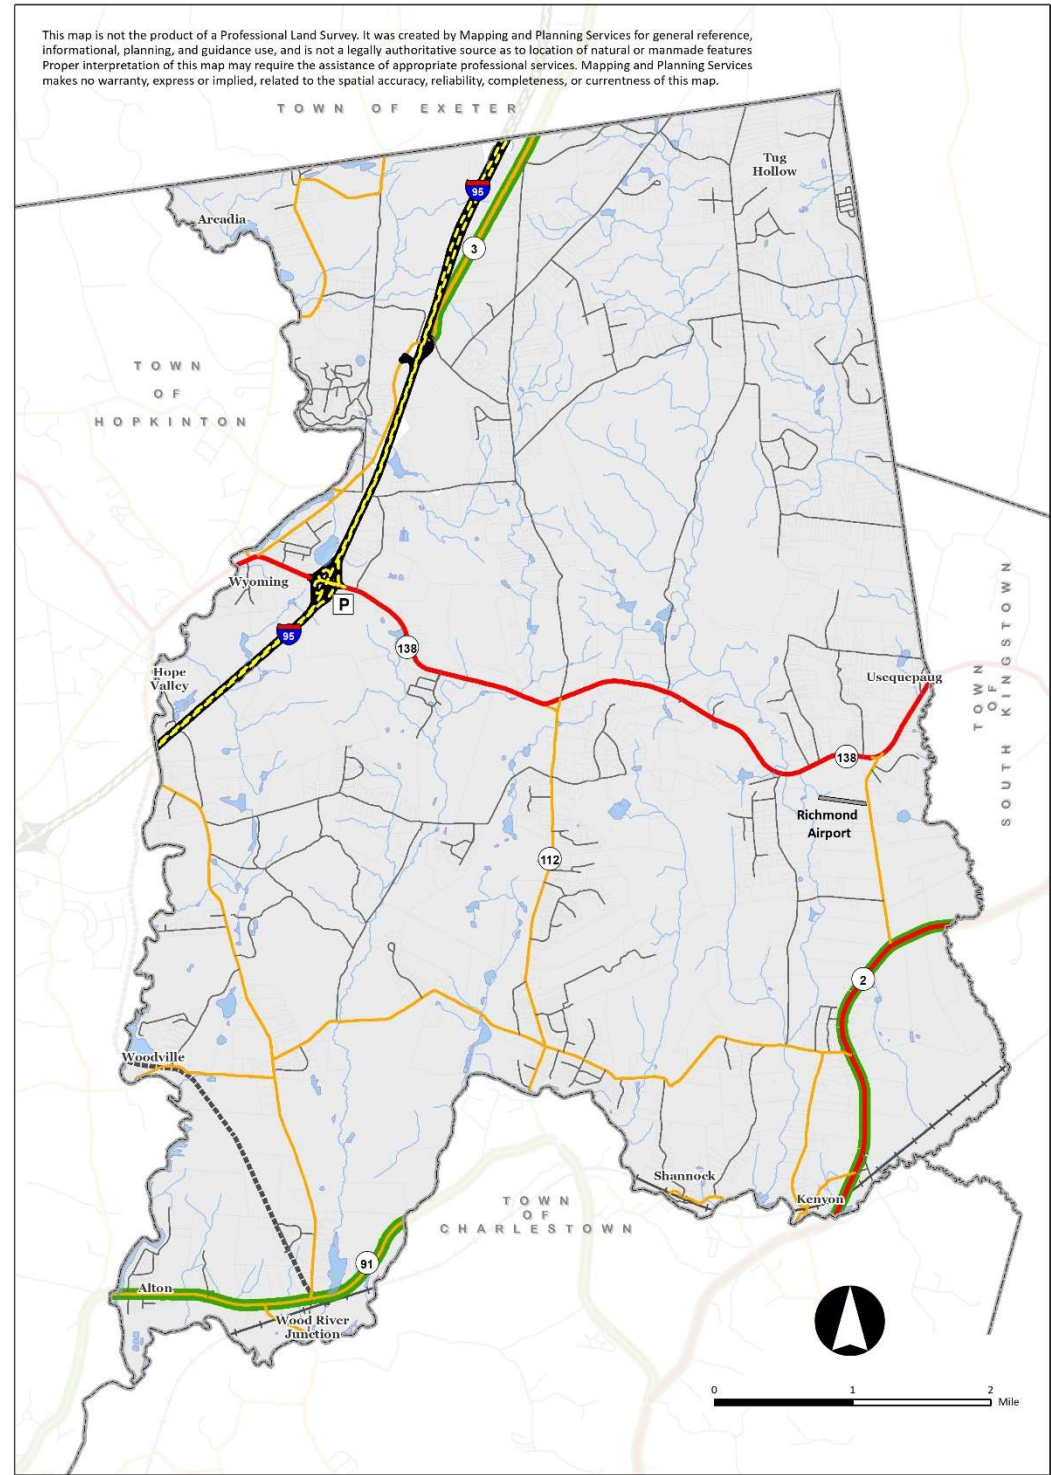 This map is not the product of a Professional Land Survey. It was created by Mapping and Planning Services for general reference,
informational, planning, and guidance use, and is not a legally authoritative source as to location of natural or manmade features
Proper interpretation of this map may require the assistance of appropriate professional services. Mapping and Planning Services
makes no warranty, express or implied, related to the spatial accuracy, reliability, completeness, or currentness of this map.
TOWN OF EXETER
Tug
Hollow
95
Arcadia
3
TOWN
OF
HOPKINTON
Wyoming
P
95
138
Hope
Valley
Usequepaug
TOWN
OF
SOUTH KINGSTOWN
138
Richmond
Airport
112
2
Woodville
Shannock
Kenyon
TOWN
OF
CHARLESTOWN
91
Alton
Wood River
Junction
0 1 2
Mile